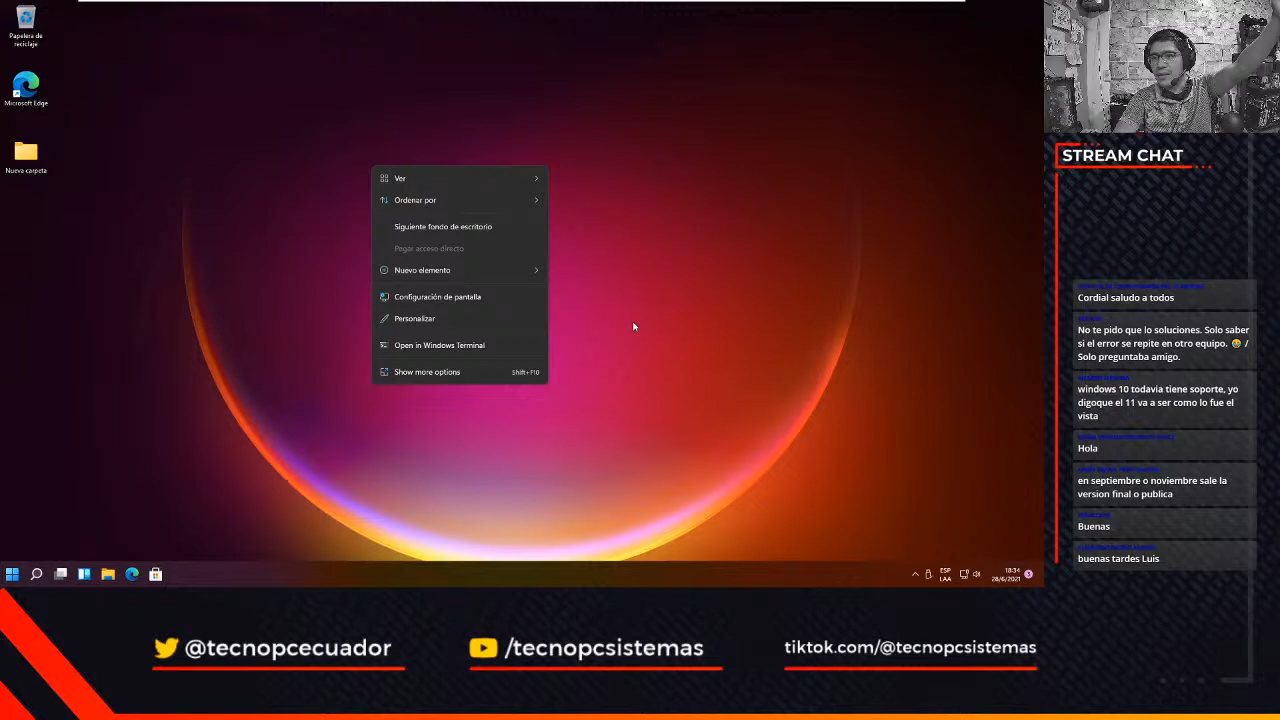 Papelera de
reciclaje
Microsoft Edge
Nueva carpeta
Ver
Ordenar por
Siguiente fondo de escritorio
Pegar acceso directo
Nuevo elemento
Configuración de pantalla
Personalizar
Open in Windows Terminal
Show more options Shift+F10
ESP
LAA
18:34
28/6/2021
3
STREAM CHAT
Cordial saludo a todos
No te pido que lo soluciones. Solo saber
si el error se repite en otro equipo. 😂 /
Solo preguntaba amigo.
windows 10 todavia tiene soporte, yo
digoque el 11 va a ser como lo fue el
vista
Hola
en septiembre o noviembre sale la
version final o publica
Buenas
buenas tardes Luis
@tecnopcecuador
/tecnopcsistemas
tiktok.com/@tecnopcsistemas